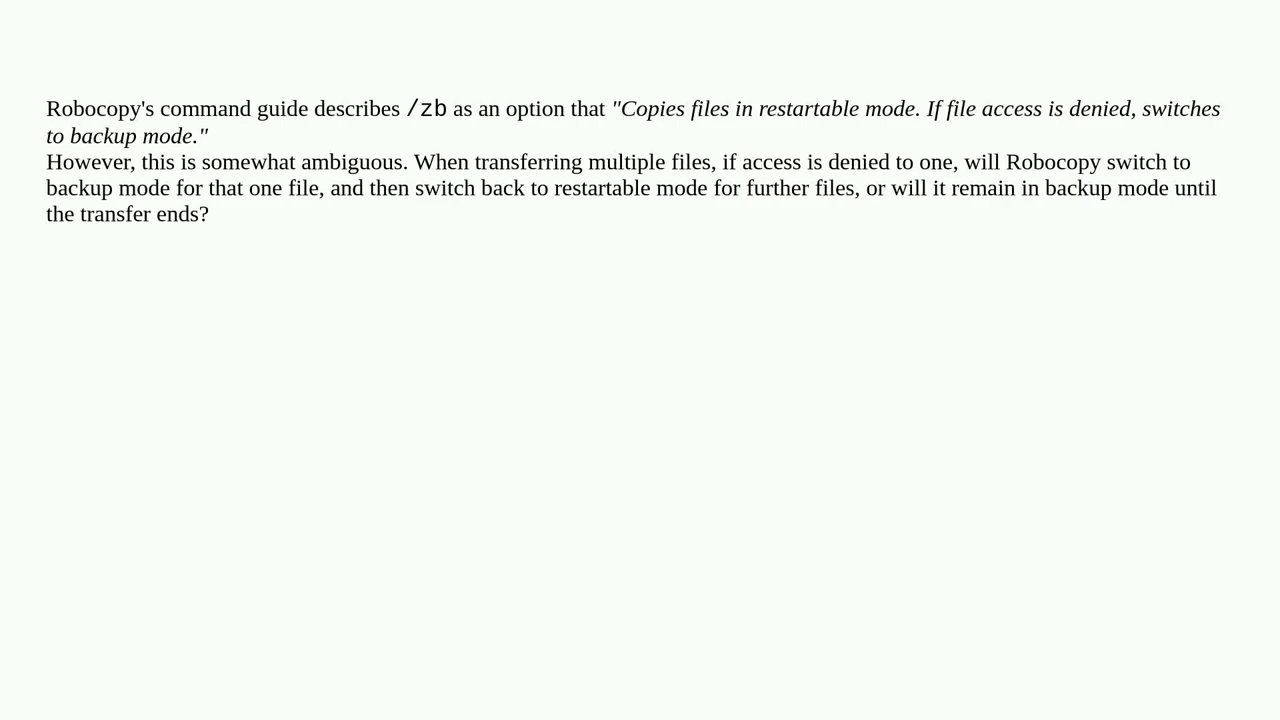 Robocopy's command guide describes /zb as an option that "Copies files in restartable mode. If file access is denied, switches
to backup mode."
However, this is somewhat ambiguous. When transferring multiple files, if access is denied to one, will Robocopy switch to
backup mode for that one file, and then switch back to restartable mode for further files, or will it remain in backup mode until
the transfer ends?